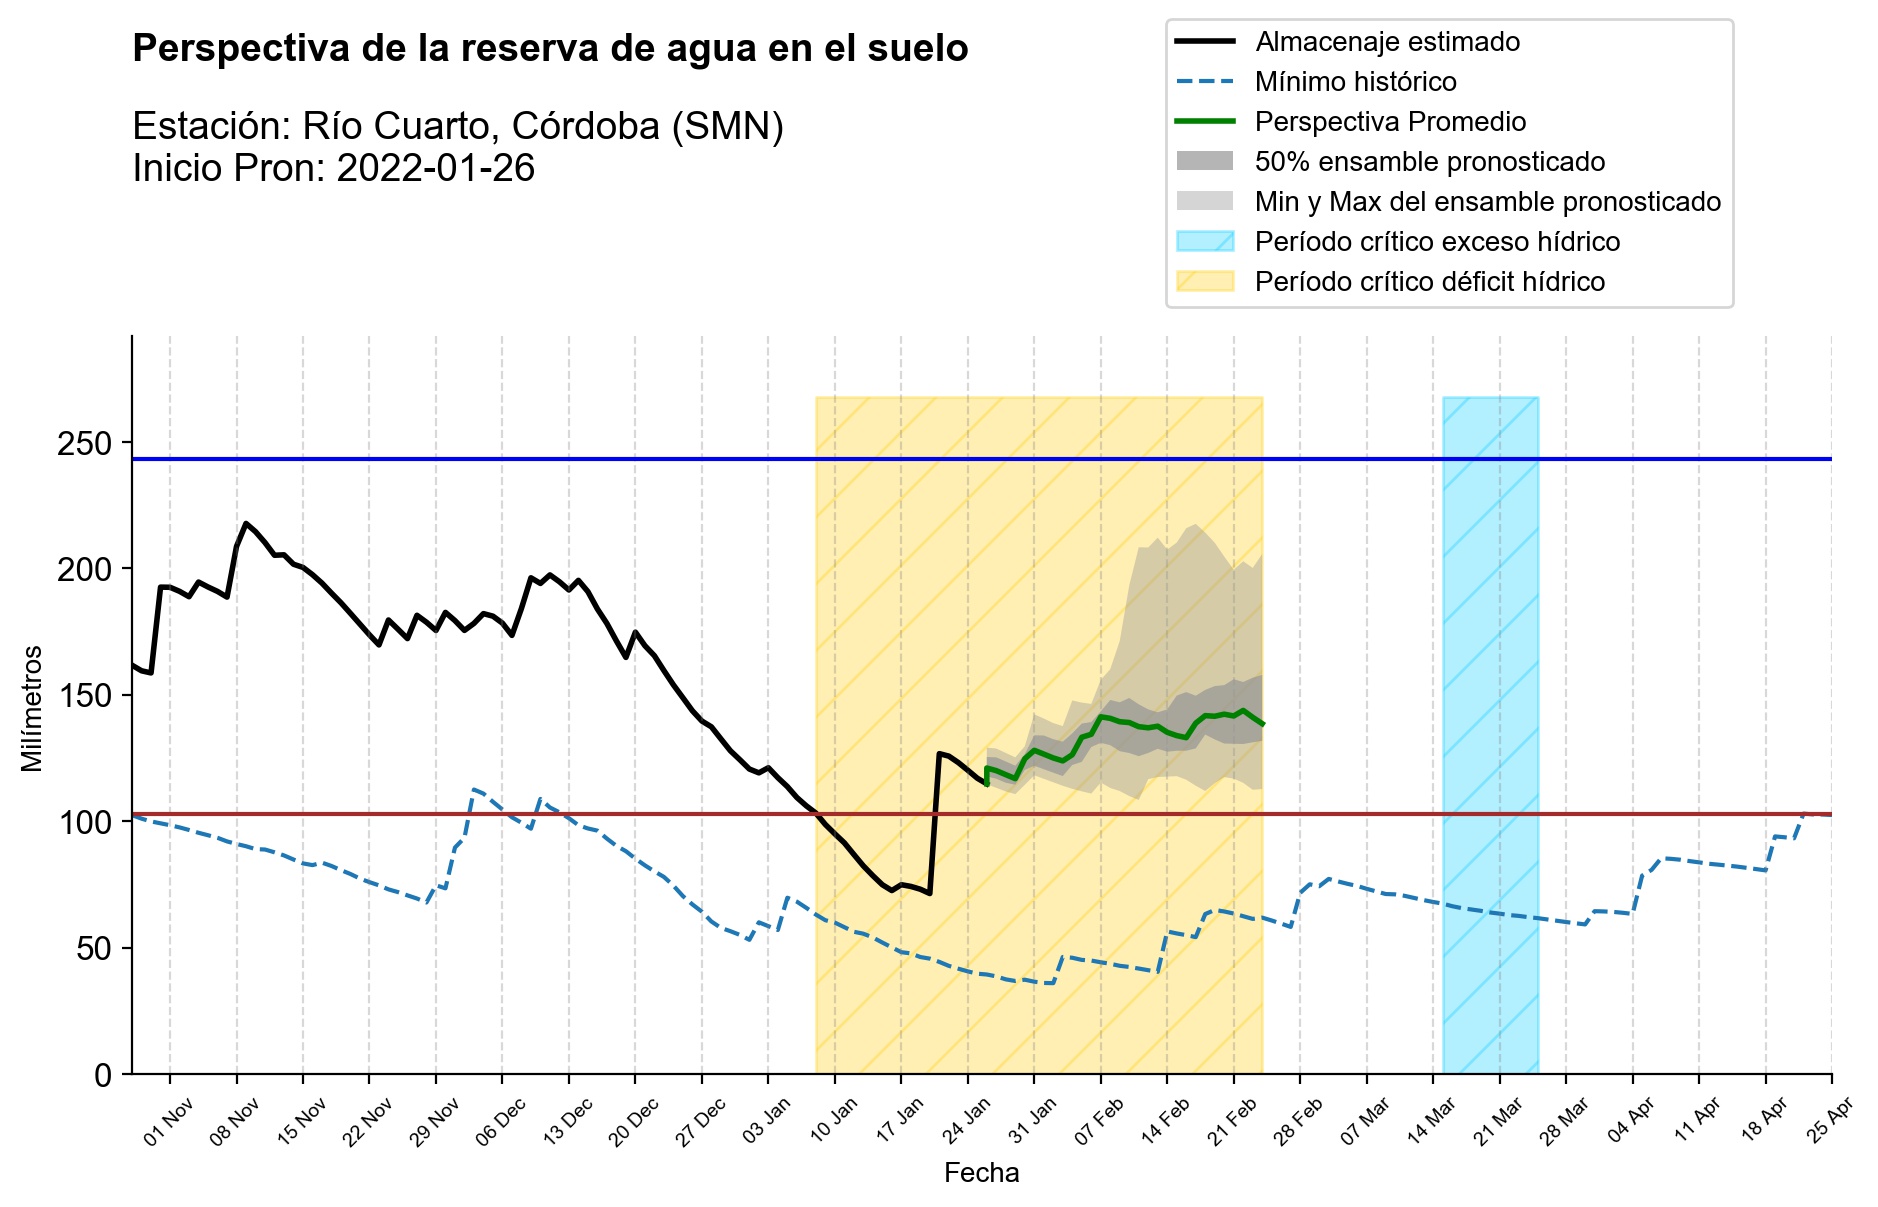 Perspectiva de la reserva de agua en el suelo
Estación: Río Cuarto, Córdoba (SMN)
Inicio Pron: 2022-01-26
Almacenaje estimado
Mínimo histórico
Perspectiva Promedio
50% ensamble pronosticado
Min y Max del ensamble pronosticado
Período crítico exceso hídrico
Período crítico déficit hídrico
Milímetros
250
200
150
100
50
0
01 Nov
08 Nov
15 Nov
22 Nov
29 Nov
06 Dec
13 Dec
20 Dec
27 Dec
03 Jan
10 Jan
17 Jan
24 Jan
31 Jan
07 Feb
14 Feb
21 Feb
28 Feb
07 Mar
14 Mar
21 Mar
28 Mar
04 Apr
11 Apr
18 Apr
25 Apr
Fecha